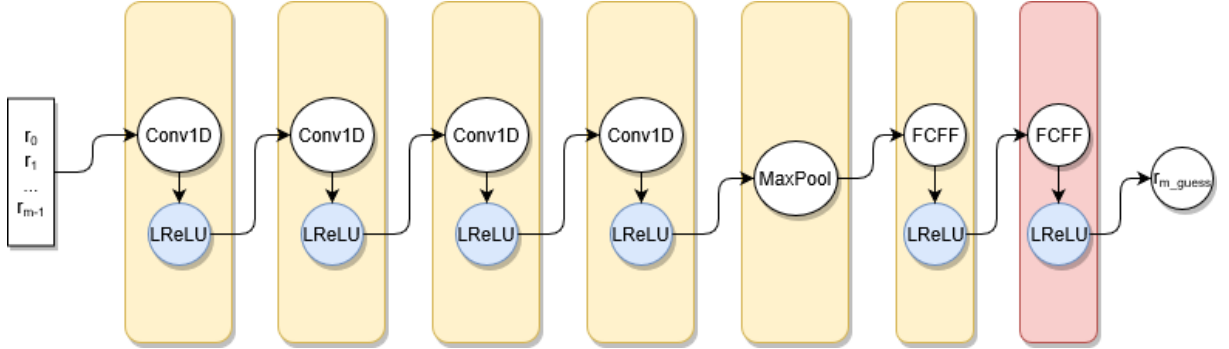 r0
r1
...
rm-1
Conv1D
LReLU
Conv1D
LReLU
Conv1D
LReLU
Conv1D
LReLU
MaxPool
FCFF
LReLU
FCFF
LReLU
rm_guess